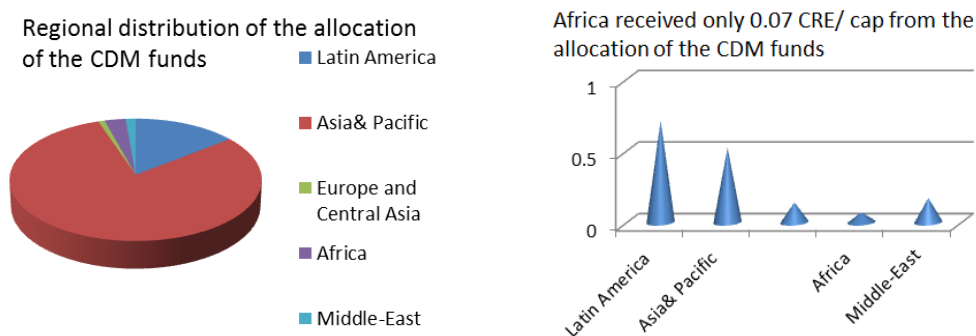 Regional distribution of the allocation
of the CDM funds
Latin America
Asia& Pacific
Europe and
Central Asia
Africa
Middle-East
Africa received only 0.07 CRE/ cap from the
allocation of the CDM funds
1
0.5
0
Latin America
Asia& Pacific
Africa
Middle-East